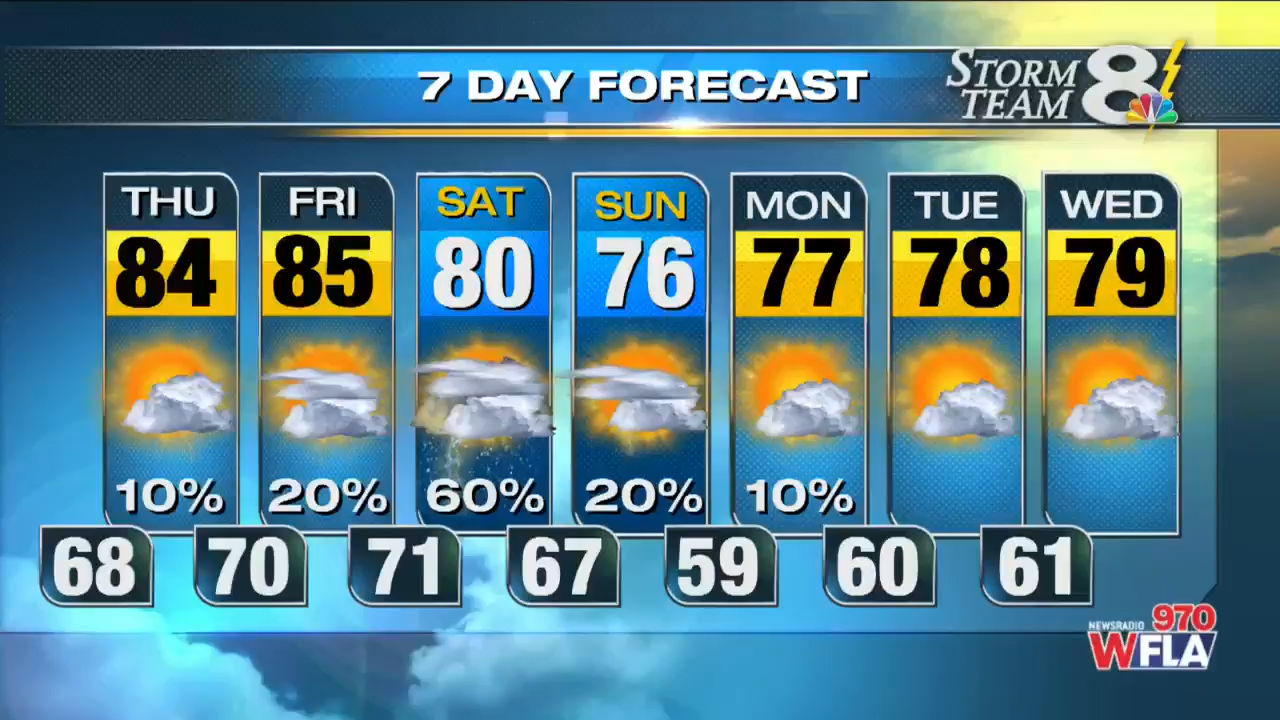 7 DAY FORECAST
STORM TEAM 8
THU FRI SAT SUN MON TUE WED
84 85 80 76 77 78 79
10% 20% 60% 20% 10%
68 70 71 67 59 60 61
NEWSRADIO 970
WFLA